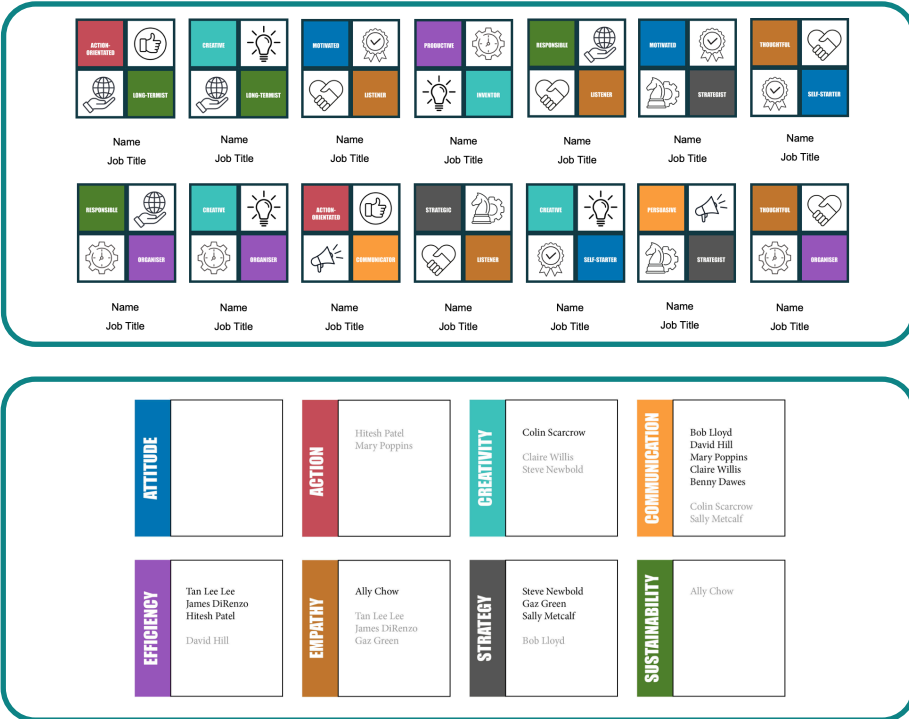 ACTION-
ORIENTATED
CREATIVE
MOTIVATED
PRODUCTIVE
RESPONSIBLE
MOTIVATED
THOUGHTFUL
LONG-TERMIST
LONG-TERMIST
LISTENER
INVENTOR
LISTENER
STRATEGIST
SELF-STARTER
Name
Name
Name
Name
Name
Name
Name
Job Title
Job Title
Job Title
Job Title
Job Title
Job Title
Job Title
RESPONSIBLE
CREATIVE
ACTION-
ORIENTATED
STRATEGIC
CREATIVE
PERSUASIVE
THOUGHTFUL
ORGANISER
ORGANISER
COMMUNICATOR
LISTENER
SELF-STARTER
STRATEGIST
ORGANISER
Name
Name
Name
Name
Name
Name
Name
Job Title
Job Title
Job Title
Job Title
Job Title
Job Title
Job Title
ATTITUDE
ACTION
Hitesh Patel
Mary Poppins
CREATIVITY
Colin Scarcrow
Claire Willis
Steve Newbold
COMMUNICATION
Bob Lloyd
David Hill
Mary Poppins
Claire Willis
Benny Dawes
Colin Scarcrow
Sally Metcalf
EFFICIENCY
Tan Lee Lee
James DiRenzo
Hitesh Patel
David Hill
EMPATHY
Ally Chow
Tan Lee Lee
James DiRenzo
Gaz Green
STRATEGY
Steve Newbold
Gaz Green
Sally Metcalf
Bob Lloyd
SUSTAINABILITY
Ally Chow